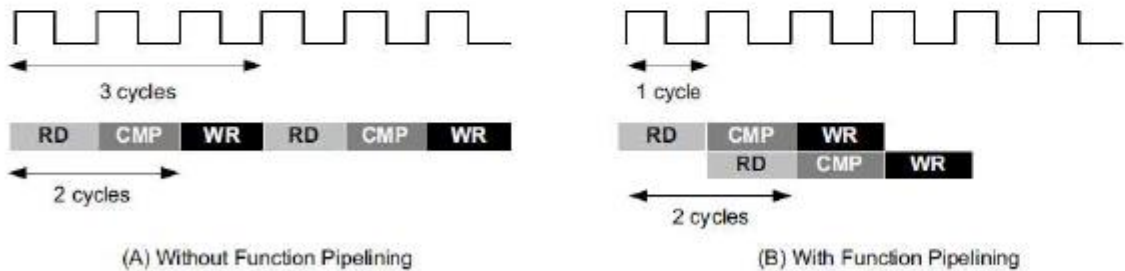 3 cycles
RD CMP WR RD CMP WR
2 cycles
(A) Without Function Pipelining
1 cycle
RD CMP WR
RD CMP WR
2 cycles
(B) With Function Pipelining